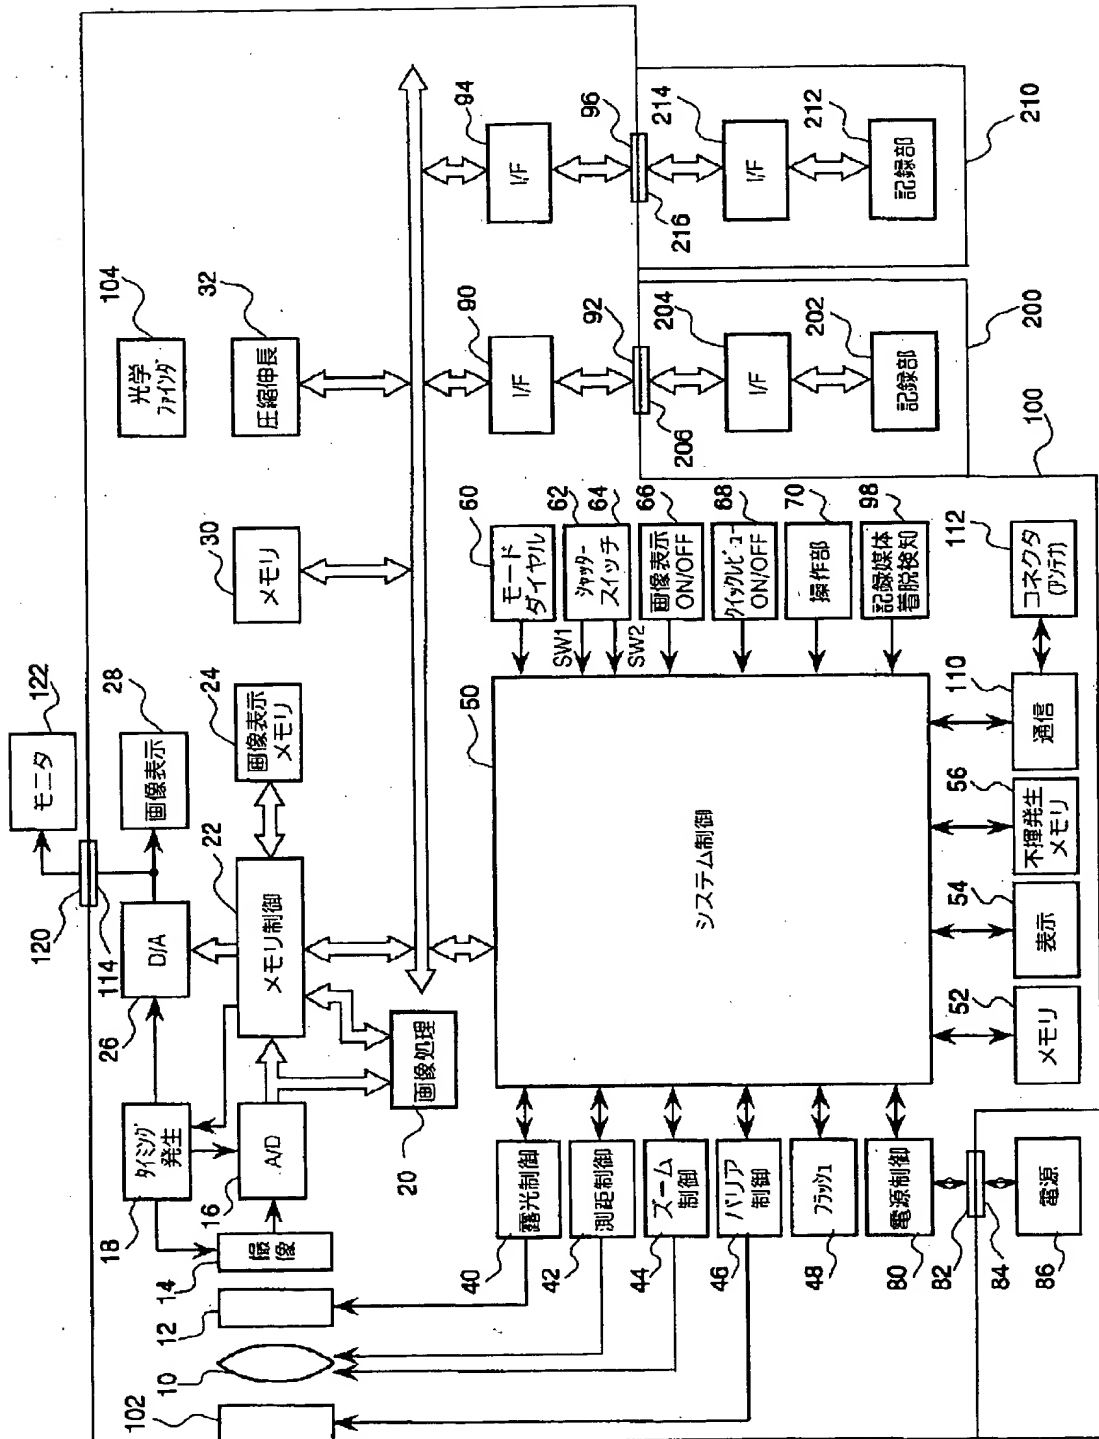 122
モニタ
120
114
28
画像表示
26
D/A
24
画像表示
メモリ
22
メモリ制御
18
タイミング
発生
16
A/D
14
撮像
12
10
102
20
画像処理
30
メモリ
32
圧縮伸長
104
光学
ファインダ
50
システム制御
40
露光制御
42
測距制御
44
ズーム
制御
46
バリア
制御
48
フラッシュ
80
電源制御
82
84
86
電源
60
モード
ダイヤル
62
64
シャッター
スイッチ
SW1
SW2
66
画像表示
ON/OFF
68
クイックレビュー
ON/OFF
70
操作部
98
記録媒体
着脱検知
52
メモリ
54
表示
56
不揮発生
メモリ
110
通信
112
コネクタ
(アンテナ)
100
90
I/F
92
206
204
I/F
202
記録部
200
94
I/F
96
216
214
I/F
212
記録部
210